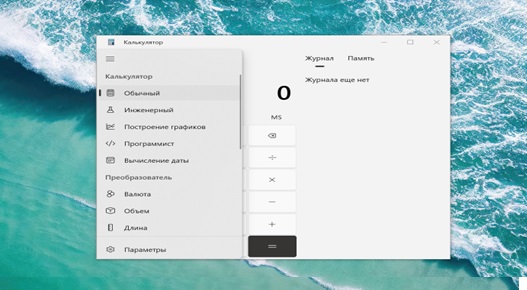 Калькулятор
Калькулятор
Обычный
Инженерный
Построение графиков
Программист
Вычисление даты
Преобразователь
Валюта
Объем
Длина
Параметры
0
MS
÷
×
−
+
=
Журнал Память
Журнала еще нет